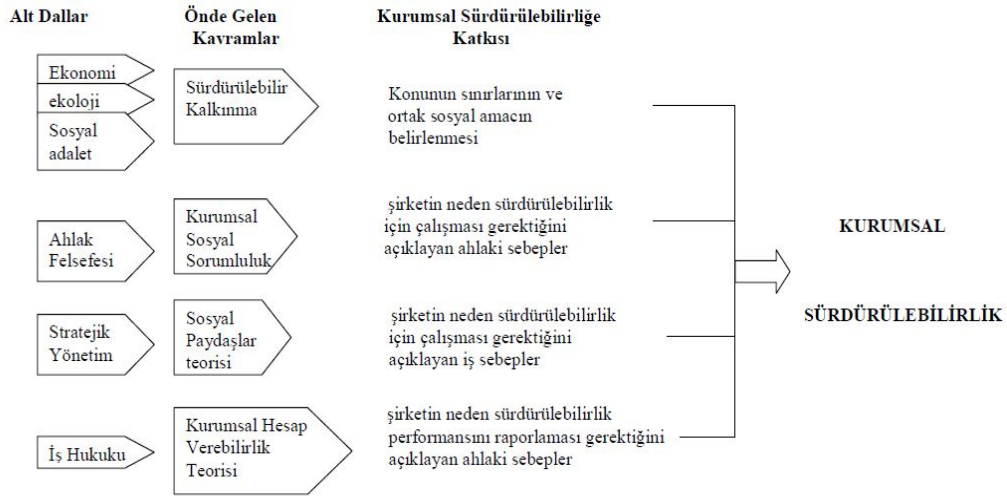 Alt Dallar
Önde Gelen
Kavramlar
Kurumsal Sürdürülebilirliğe
Katkısı
Ekonomi
ekoloji
Sosyal
adalet
Sürdürülebilir
Kalkınma
Konunun sınırlarının ve
ortak sosyal amacın
belirlenmesi
Ahlak
Felsefesi
Kurumsal
Sosyal
Sorumluluk
şirketin neden sürdürülebilirlik
için çalışması gerektiğini
açıklayan ahlaki sebepler
Stratejik
Yönetim
Sosyal
Paydaşlar
teorisi
şirketin neden sürdürülebilirlik
için çalışması gerektiğini
açıklayan iş sebepler
İş Hukuku
Kurumsal Hesap
Verebilirlik
Teorisi
şirketin neden sürdürülebilirlik
performansını raporlaması gerektiğini
açıklayan ahlaki sebepler
KURUMSAL
SÜRDÜRÜLEBİLİRLİK